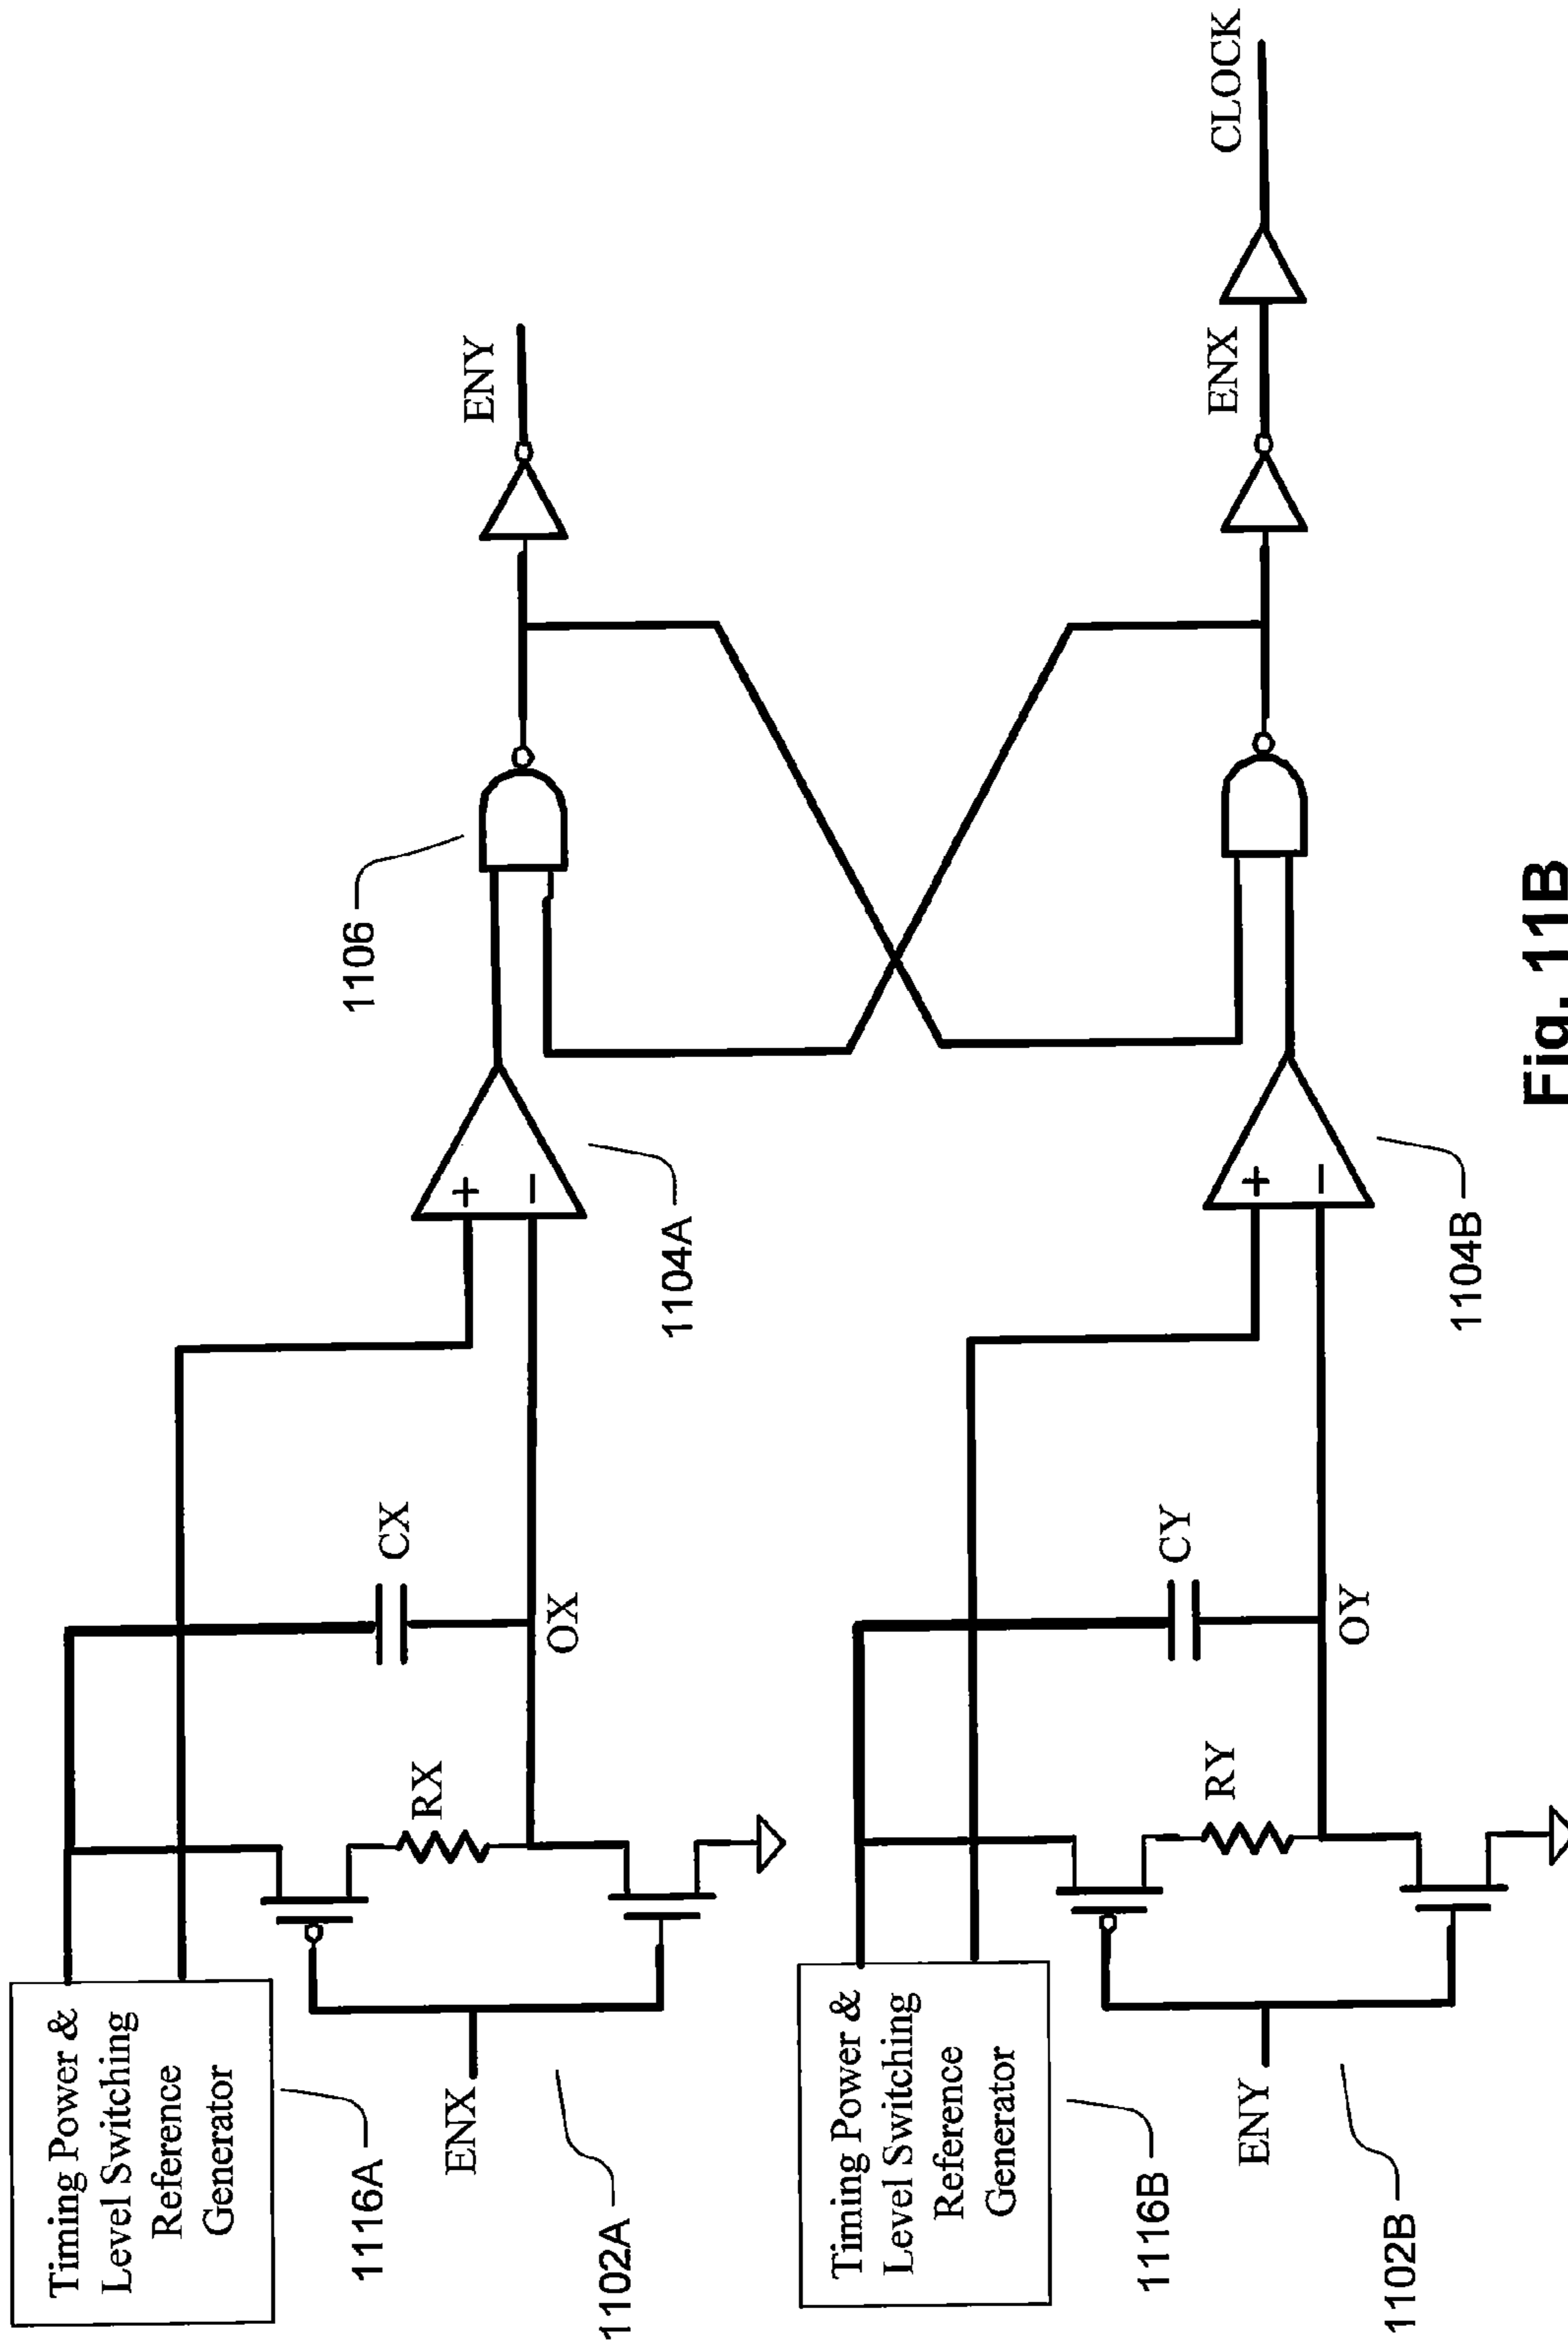 Timing Power &
Level Switching
Reference
Generator
1116A
ENX
1102A
RX
CX
OX
+
−
1104A
1106
ENY
Timing Power &
Level Switching
Reference
Generator
1116B
ENY
1102B
RY
CY
OY
+
−
1104B
ENX
CLOCK
Fig. 11B